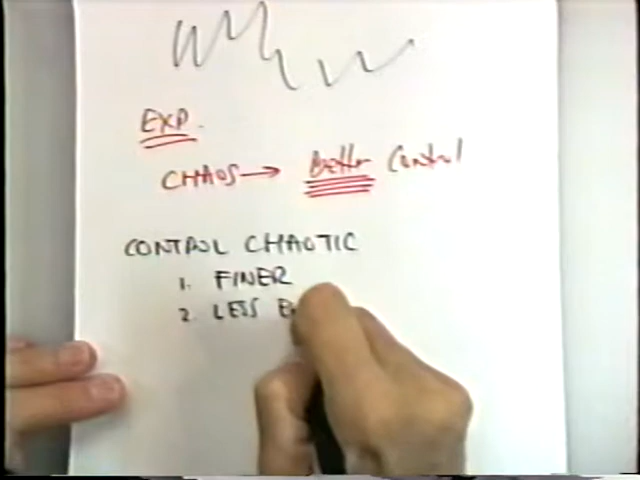 EXP.
CHAOS → Better Control
CONTROL CHAOTIC
1. FINER
2. LESS